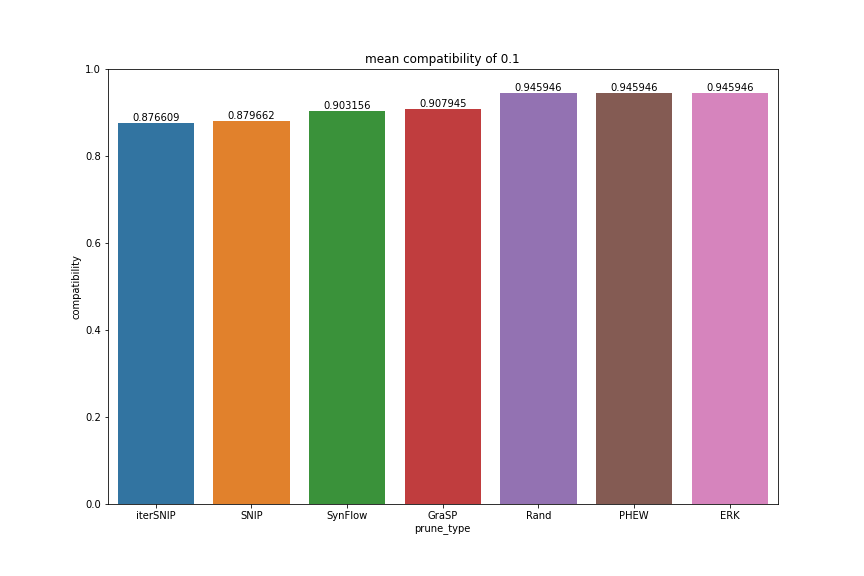 mean compatibility of 0.1
1.0
0.8
0.6
0.4
0.2
0.0
compatibility
0.876609
0.879662
0.903156
0.907945
0.945946
0.945946
0.945946
iterSNIP
SNIP
SynFlow
GraSP
Rand
PHEW
ERK
prune_type